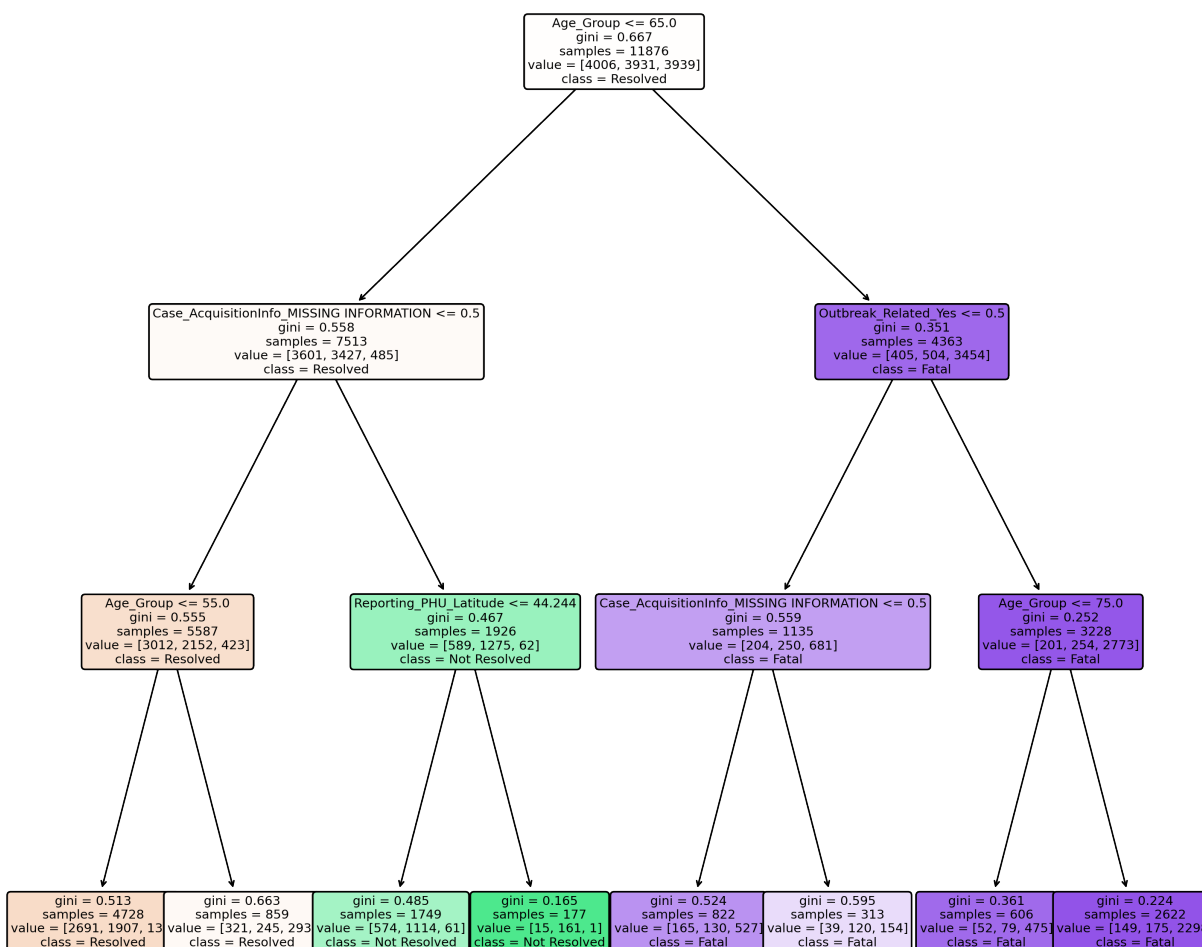 Age_Group <= 65.0
gini = 0.667
samples = 11876
value = [4006, 3931, 3939]
class = Resolved
Case_AcquisitionInfo_MISSING INFORMATION <= 0.5
gini = 0.558
samples = 7513
value = [3601, 3427, 485]
class = Resolved
Outbreak_Related_Yes <= 0.5
gini = 0.351
samples = 4363
value = [405, 504, 3454]
class = Fatal
Age_Group <= 55.0
gini = 0.555
samples = 5587
value = [3012, 2152, 423]
class = Resolved
Reporting_PHU_Latitude <= 44.244
gini = 0.467
samples = 1926
value = [589, 1275, 62]
class = Not Resolved
Case_AcquisitionInfo_MISSING INFORMATION <= 0.5
gini = 0.559
samples = 1135
value = [204, 250, 681]
class = Fatal
Age_Group <= 75.0
gini = 0.252
samples = 3228
value = [201, 254, 2773]
class = Fatal
gini = 0.513
samples = 4728
value = [2691, 1907, 13
class = Resolved
gini = 0.663
samples = 859
value = [321, 245, 293]
class = Resolved
gini = 0.485
samples = 1749
value = [574, 1114, 61]
class = Not Resolved
gini = 0.165
samples = 177
value = [15, 161, 1]
class = Not Resolved
gini = 0.524
samples = 822
value = [165, 130, 527]
class = Fatal
gini = 0.595
samples = 313
value = [39, 120, 154]
class = Fatal
gini = 0.361
samples = 606
value = [52, 79, 475]
class = Fatal
gini = 0.224
samples = 2622
value = [149, 175, 229
class = Fatal